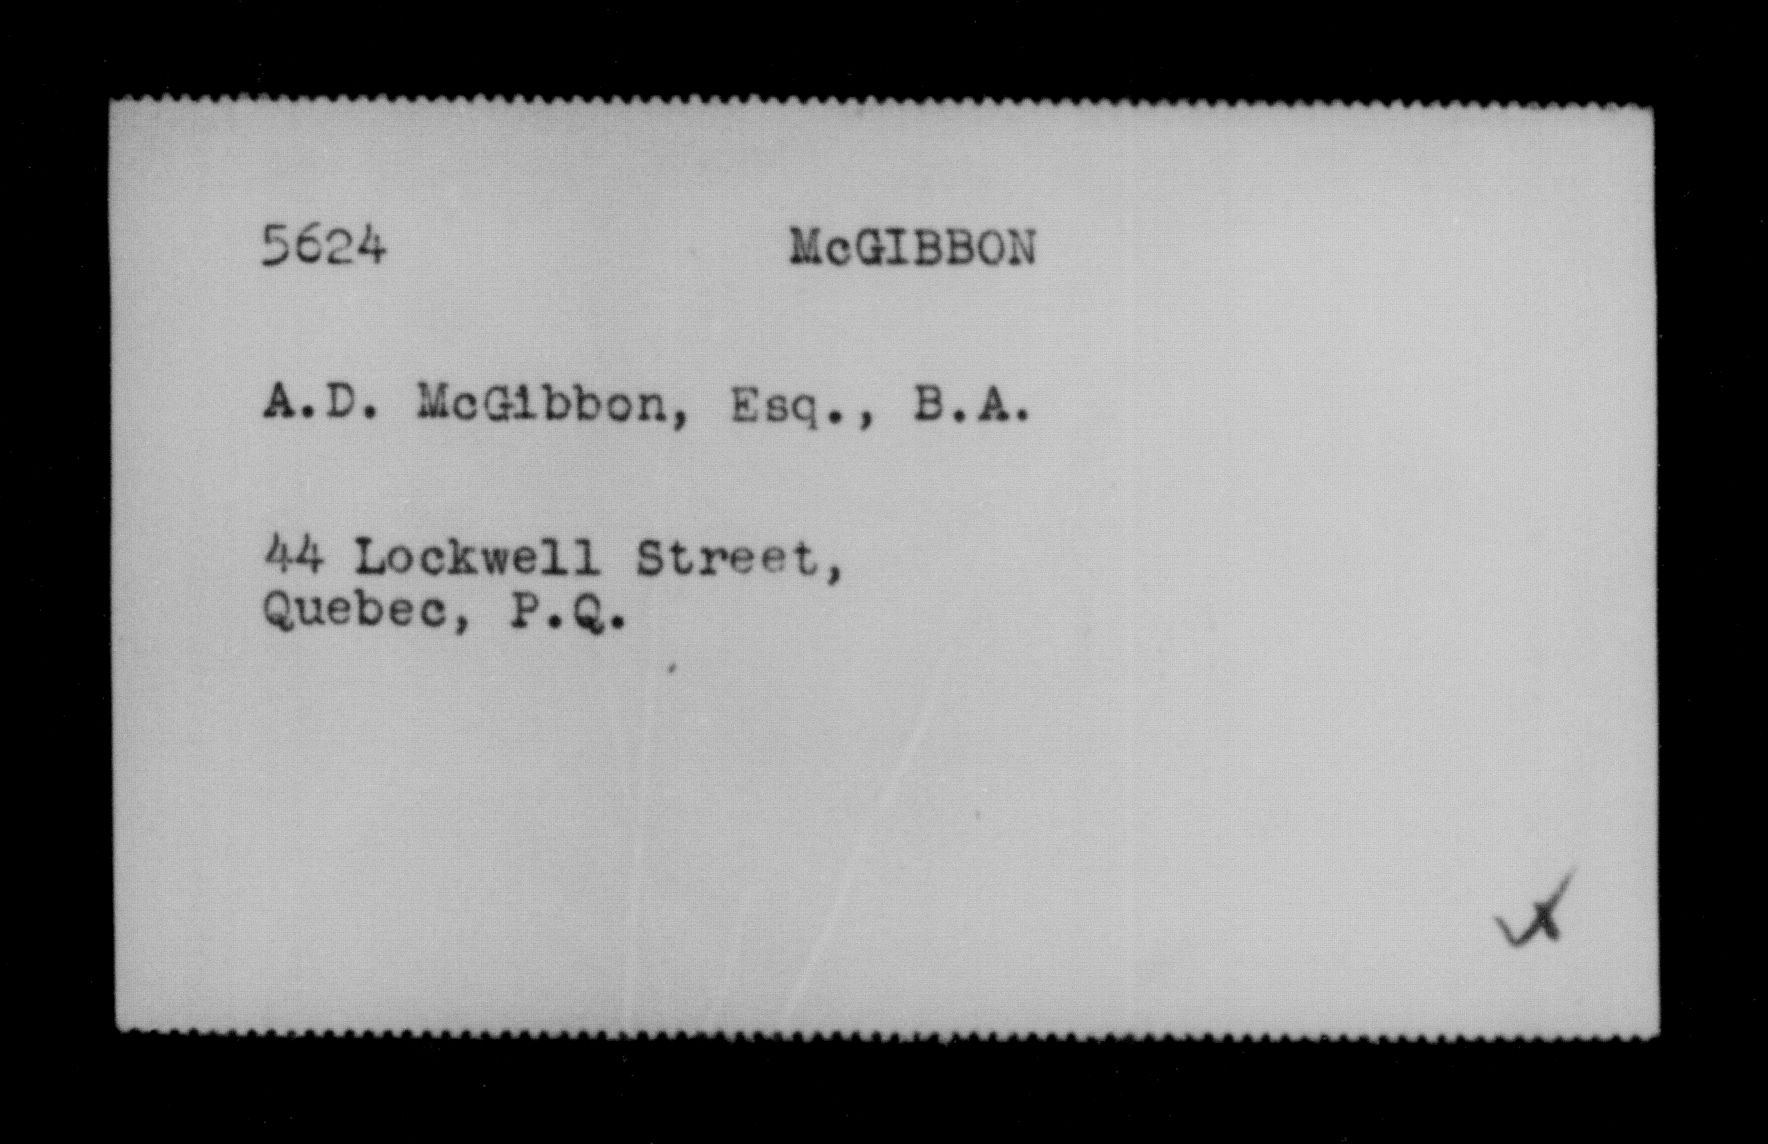 5624 McGIBBON
A.D. McGibbon, Esq., B.A.
44 Lockwell Street,
Quebec, P.Q.